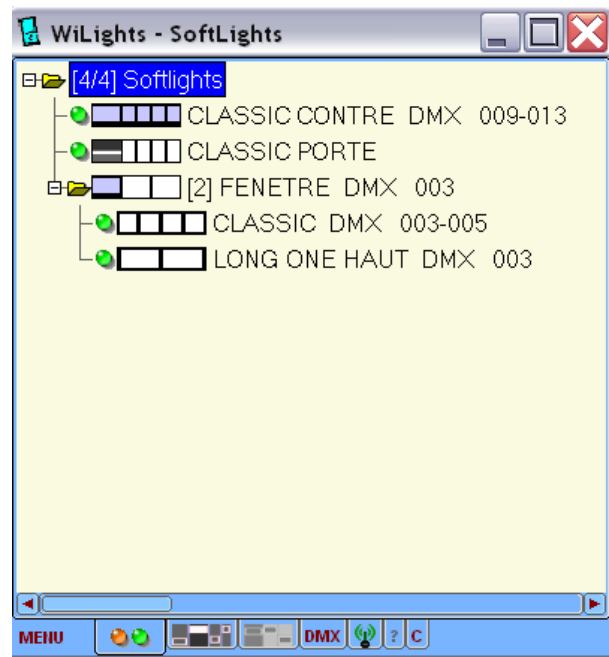 WiLights - SoftLights
[4/4] Softlights
CLASSIC CONTRE DMX 009-013
CLASSIC PORTE
[2] FENETRE DMX 003
CLASSIC DMX 003-005
LONG ONE HAUT DMX 003
MENU DMX ? C